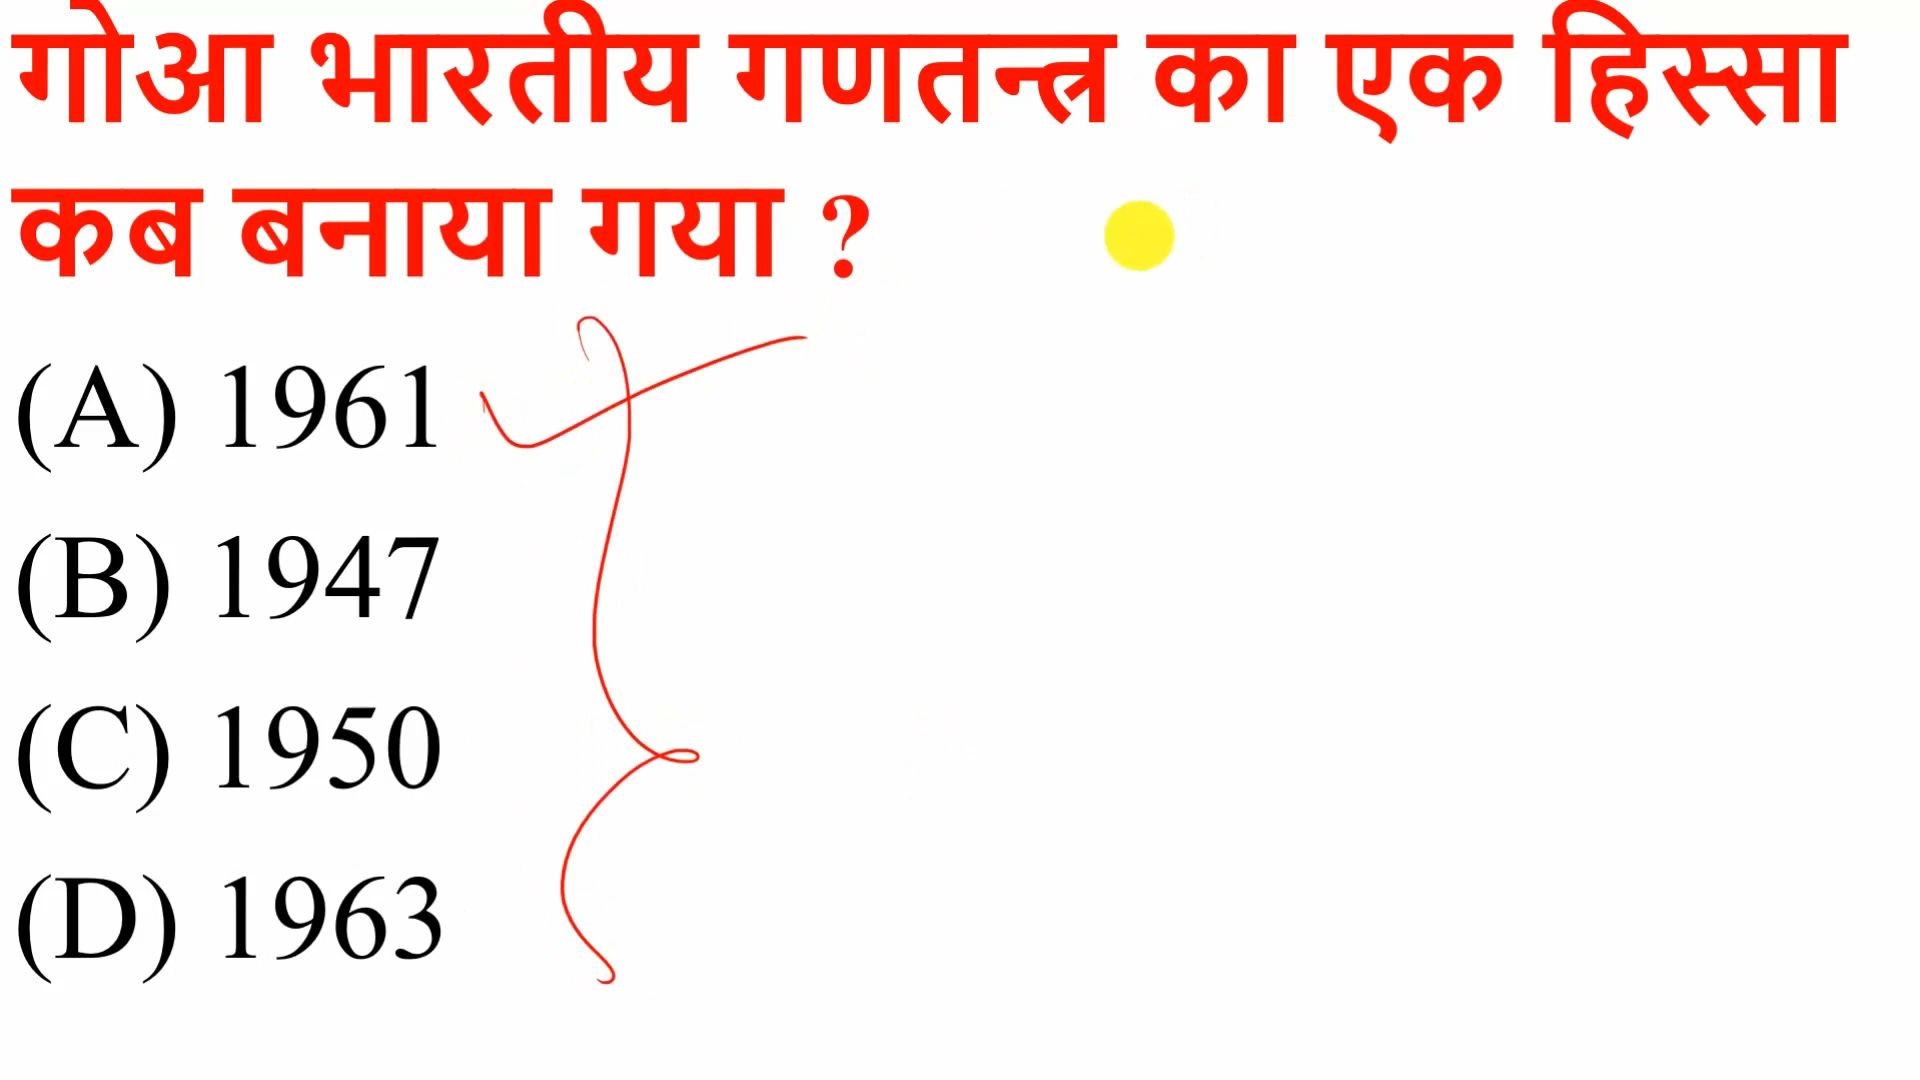 गोआ भारतीय गणतन्त्र का एक हिस्सा
कब बनाया गया ?
(A) 1961
(B) 1947
(C) 1950
(D) 1963